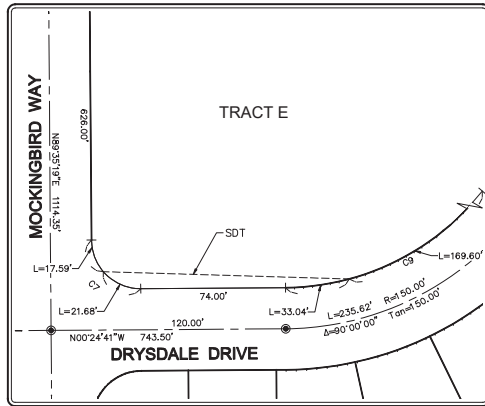 TRACT E
MOCKINGBIRD WAY
N89°35'19"E 1114.35'
626.00'
SDT
L=17.59'
C7
L=21.68'
74.00'
L=33.04'
C9
L=169.60'
120.00'
N00°24'41"W 743.50'
L=235.62' R=150.00'
Δ=90°00'00" Tan=150.00'
DRYSDALE DRIVE